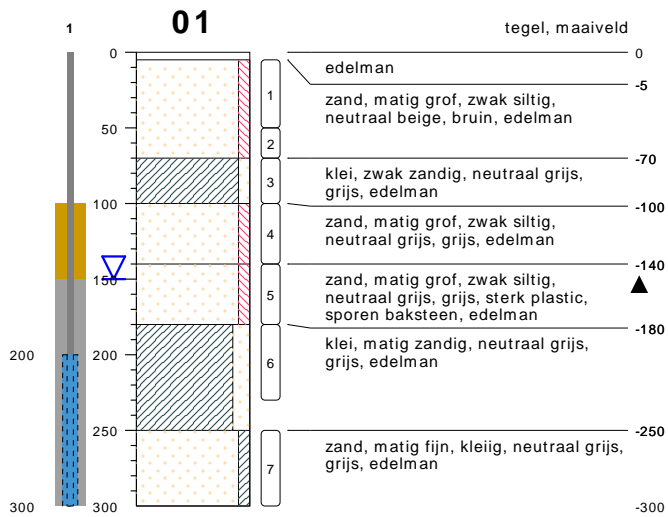 1
01
tegel, maaiveld
0
0
edelman
-5
1
zand, matig grof, zwak siltig,
neutraal beige, bruin, edelman
50
2
-70
3
klei, zwak zandig, neutraal grijs,
grijs, edelman
100
-100
4
zand, matig grof, zwak siltig,
neutraal grijs, grijs, edelman
-140
150
5
zand, matig grof, zwak siltig,
neutraal grijs, grijs, sterk plastic,
sporen baksteen, edelman
-180
200
200
6
klei, matig zandig, neutraal grijs,
grijs, edelman
250
-250
7
zand, matig fijn, kleiig, neutraal grijs,
grijs, edelman
300
300
-300